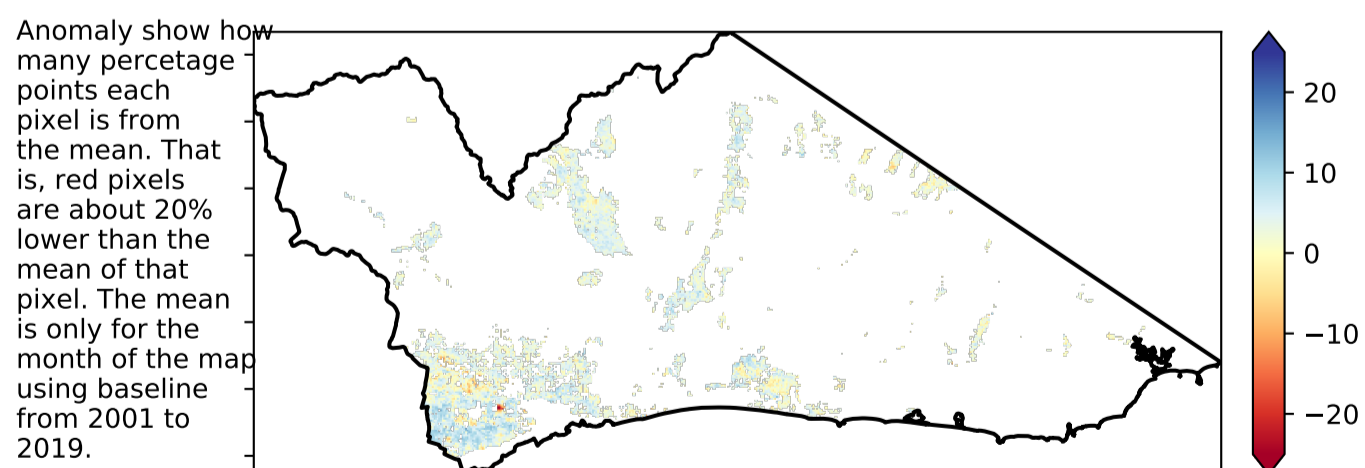 Anomaly show how
many percetage
points each
pixel is from
the mean. That
is, red pixels
are about 20%
lower than the
mean of that
pixel. The mean
is only for the
month of the map
using baseline
from 2001 to
2019.
20
10
0
−10
−20